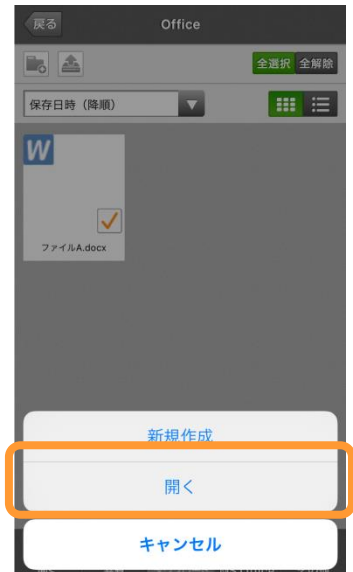 戻る
Office
全選択 全解除
保存日時（降順）
W
ファイルA.docx
新規作成
開く
キャンセル